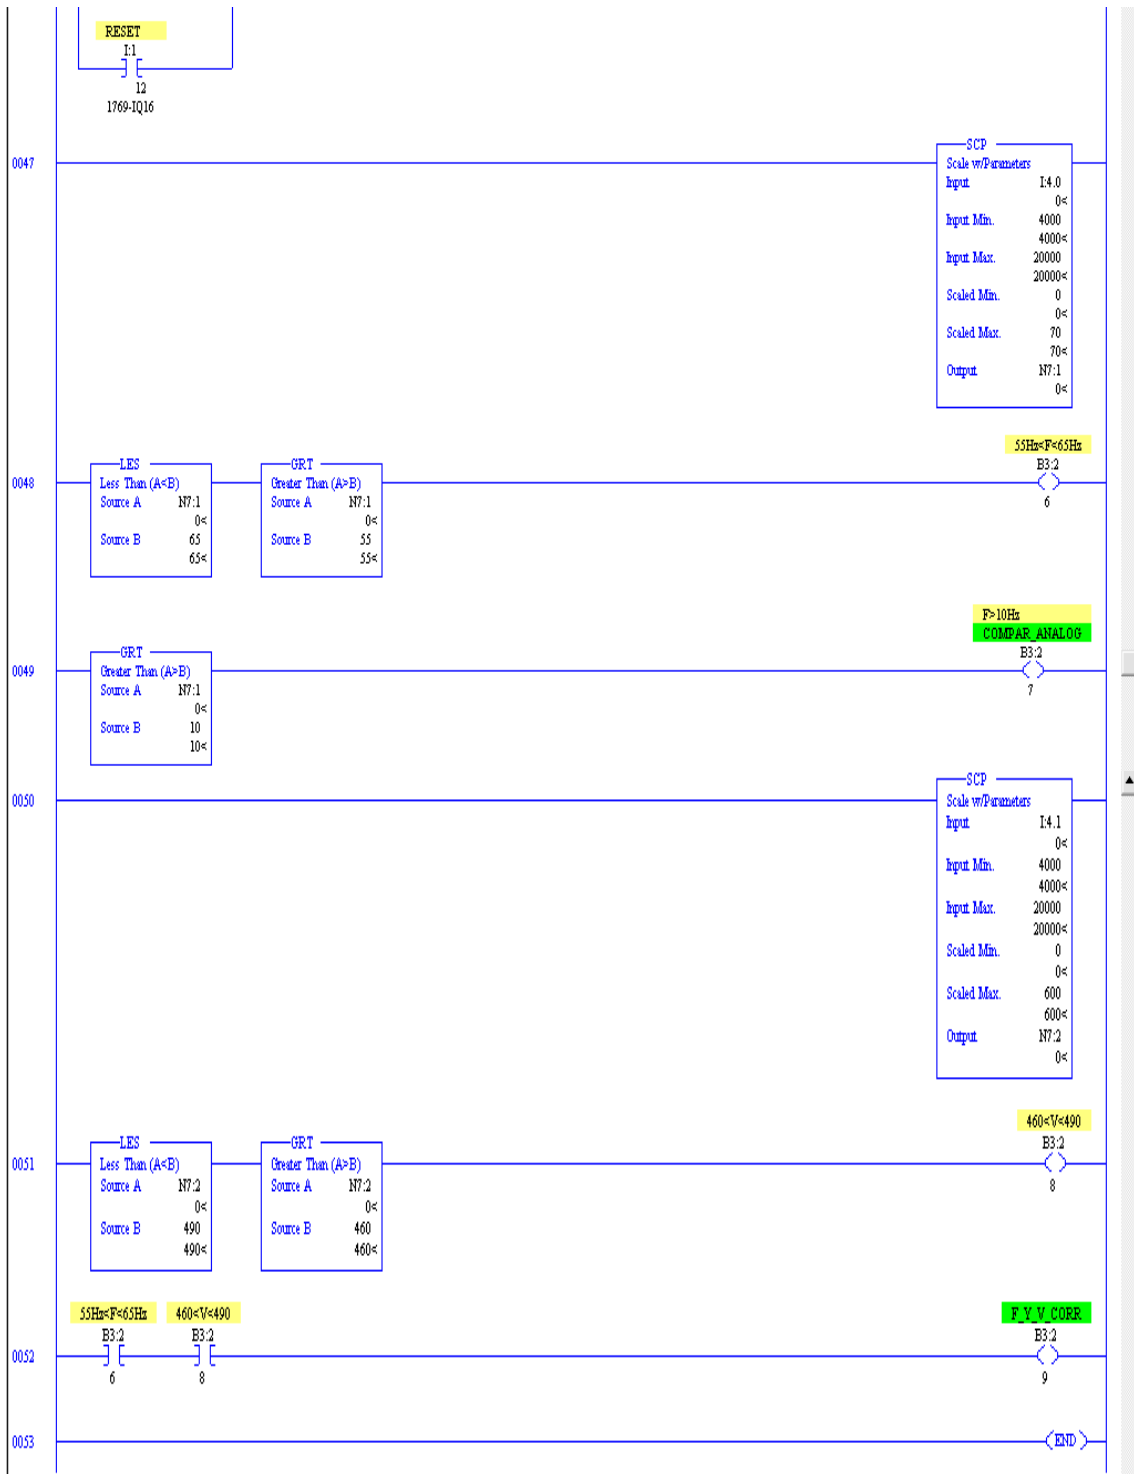 RESET
I:1
12
1769-IQ16
0047
SCP
Scale w/Parameters
Input I:4.0
0<
Input Min. 4000
4000<
Input Max. 20000
20000<
Scaled Min. 0
0<
Scaled Max. 70
70<
Output N7:1
0<
55Hz<F<65Hz
B3:2
6
0048
LES
Less Than (A<B)
Source A N7:1
0<
Source B 65
65<
GRT
Greater Than (A>B)
Source A N7:1
0<
Source B 55
55<
F>10Hz
COMPAR_ANALOG
B3:2
7
0049
GRT
Greater Than (A>B)
Source A N7:1
0<
Source B 10
10<
0050
SCP
Scale w/Parameters
Input I:4.1
0<
Input Min. 4000
4000<
Input Max. 20000
20000<
Scaled Min. 0
0<
Scaled Max. 600
600<
Output N7:2
0<
460<V<490
B3:2
8
0051
LES
Less Than (A<B)
Source A N7:2
0<
Source B 490
490<
GRT
Greater Than (A>B)
Source A N7:2
0<
Source B 460
460<
55Hz<F<65Hz 460<V<490 F_Y_V_CORR
B3:2 B3:2 B3:2
0052
6 8 9
0053 END